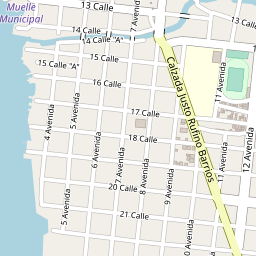 Muelle
Municipal
13 Calle
14 Calle
14 Calle "A"
15 Calle
15 Calle "A"
16 Calle
17 Calle
18 Calle
20 Calle
21 Calle
Calzada Justo Rufino Barrios
4 Avenida
5 Avenida
5 Avenida
6 Avenida
7 Avenida
7 Avenida
8 Avenida
9 Avenida
11 Avenida
12 Avenida